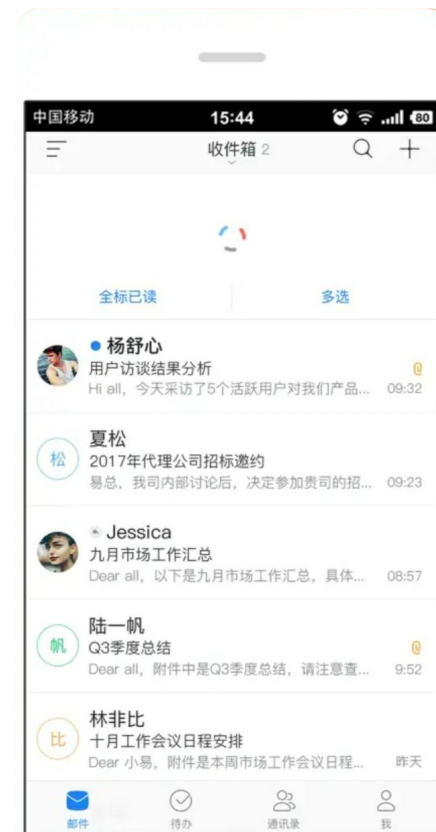 中国移动 15:44 80
收件箱 2
全标已读 多选
杨舒心
用户访谈结果分析
Hi all, 今天采访了5个活跃用户对我们产品... 09:32
松 夏松
2017年代理公司招标邀约
易总，我司内部讨论后，决定参加贵司的招... 09:23
Jessica
九月市场工作汇总
Dear all, 以下是九月市场工作汇总，具体... 08:57
陆一帆
帆 Q3季度总结
Dear all, 附件中是Q3季度总结，请注意查... 9:52
林非比
比 十月工作会议日程安排
Dear 小易，附件是本周市场工作会议日程... 昨天
邮件 待办 通讯录 我